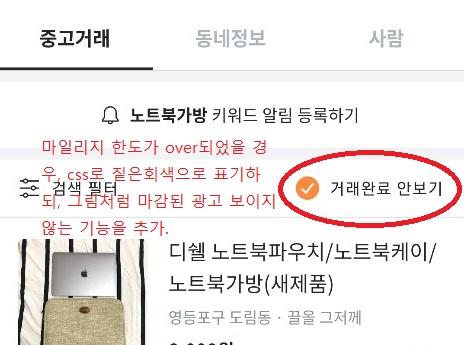 중고거래 동네정보 사람
노트북가방 키워드 알림 등록하기
마일리지 한도가 over되었을 경
우, css로 짙은회색으로 표기하
되, 그림처럼 마감된 광고 보이지
않는 기능을 추가.
검색 필터 거래완료 안보기
디쉘 노트북파우치/노트북케이/
노트북가방(새제품)
영등포구 도림동 · 끌올 그저께